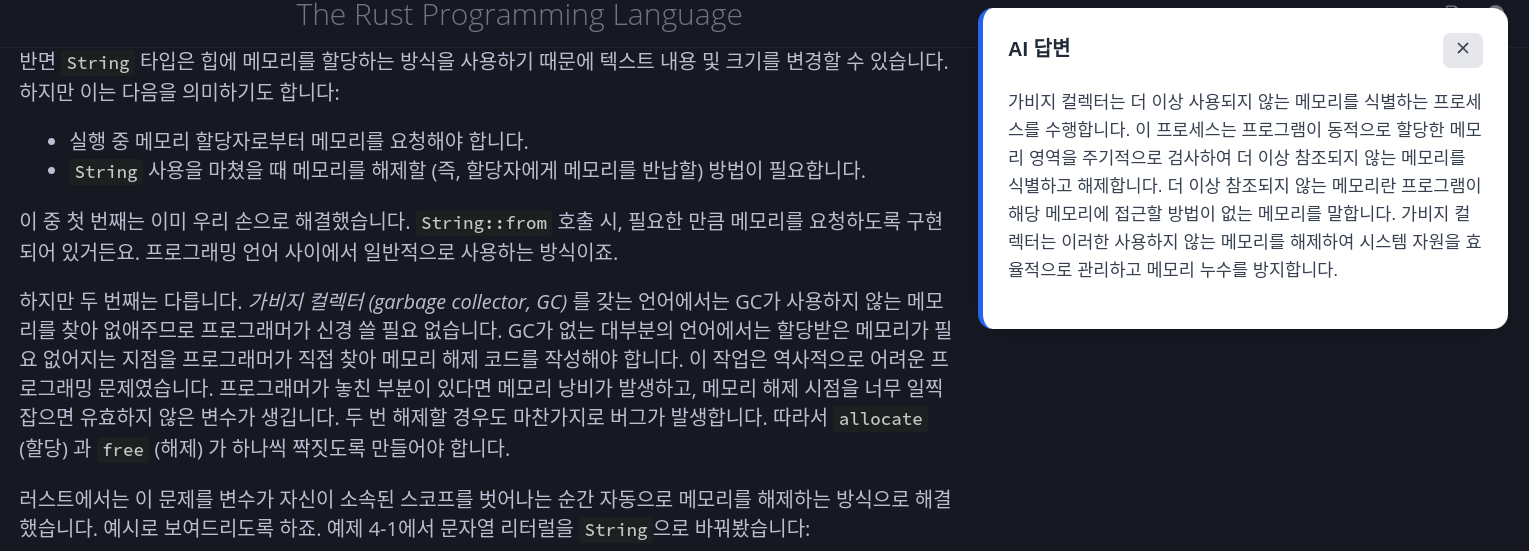 The Rust Programming Language
반면 String 타입은 힙에 메모리를 할당하는 방식을 사용하기 때문에 텍스트 내용 및 크기를 변경할 수 있습니다.
하지만 이는 다음을 의미하기도 합니다:
• 실행 중 메모리 할당자로부터 메모리를 요청해야 합니다.
• String 사용을 마쳤을 때 메모리를 해제할 (즉, 할당자에게 메모리를 반납할) 방법이 필요합니다.
이 중 첫 번째는 이미 우리 손으로 해결했습니다. String::from 호출 시, 필요한 만큼 메모리를 요청하도록 구현
되어 있거든요. 프로그래밍 언어 사이에서 일반적으로 사용하는 방식이죠.
하지만 두 번째는 다릅니다. 가비지 컬렉터 (garbage collector, GC) 를 갖는 언어에서는 GC가 사용하지 않는 메모
리를 찾아 없애주므로 프로그래머가 신경 쓸 필요 없습니다. GC가 없는 대부분의 언어에서는 할당받은 메모리가 필
요 없어지는 지점을 프로그래머가 직접 찾아 메모리 해제 코드를 작성해야 합니다. 이 작업은 역사적으로 어려운 프
로그래밍 문제였습니다. 프로그래머가 놓친 부분이 있다면 메모리 낭비가 발생하고, 메모리 해제 시점을 너무 일찍
잡으면 유효하지 않은 변수가 생깁니다. 두 번 해제할 경우도 마찬가지로 버그가 발생합니다. 따라서 allocate
(할당) 과 free (해제) 가 하나씩 짝짓도록 만들어야 합니다.
러스트에서는 이 문제를 변수가 자신이 소속된 스코프를 벗어나는 순간 자동으로 메모리를 해제하는 방식으로 해결
했습니다. 예시로 보여드리도록 하죠. 예제 4-1에서 문자열 리터럴을 String으로 바꿔봤습니다:
AI 답변
가비지 컬렉터는 더 이상 사용되지 않는 메모리를 식별하는 프로세
스를 수행합니다. 이 프로세스는 프로그램이 동적으로 할당한 메모
리 영역을 주기적으로 검사하여 더 이상 참조되지 않는 메모리를
식별하고 해제합니다. 더 이상 참조되지 않는 메모리란 프로그램이
해당 메모리에 접근할 방법이 없는 메모리를 말합니다. 가비지 컬
렉터는 이러한 사용하지 않는 메모리를 해제하여 시스템 자원을 효
율적으로 관리하고 메모리 누수를 방지합니다.